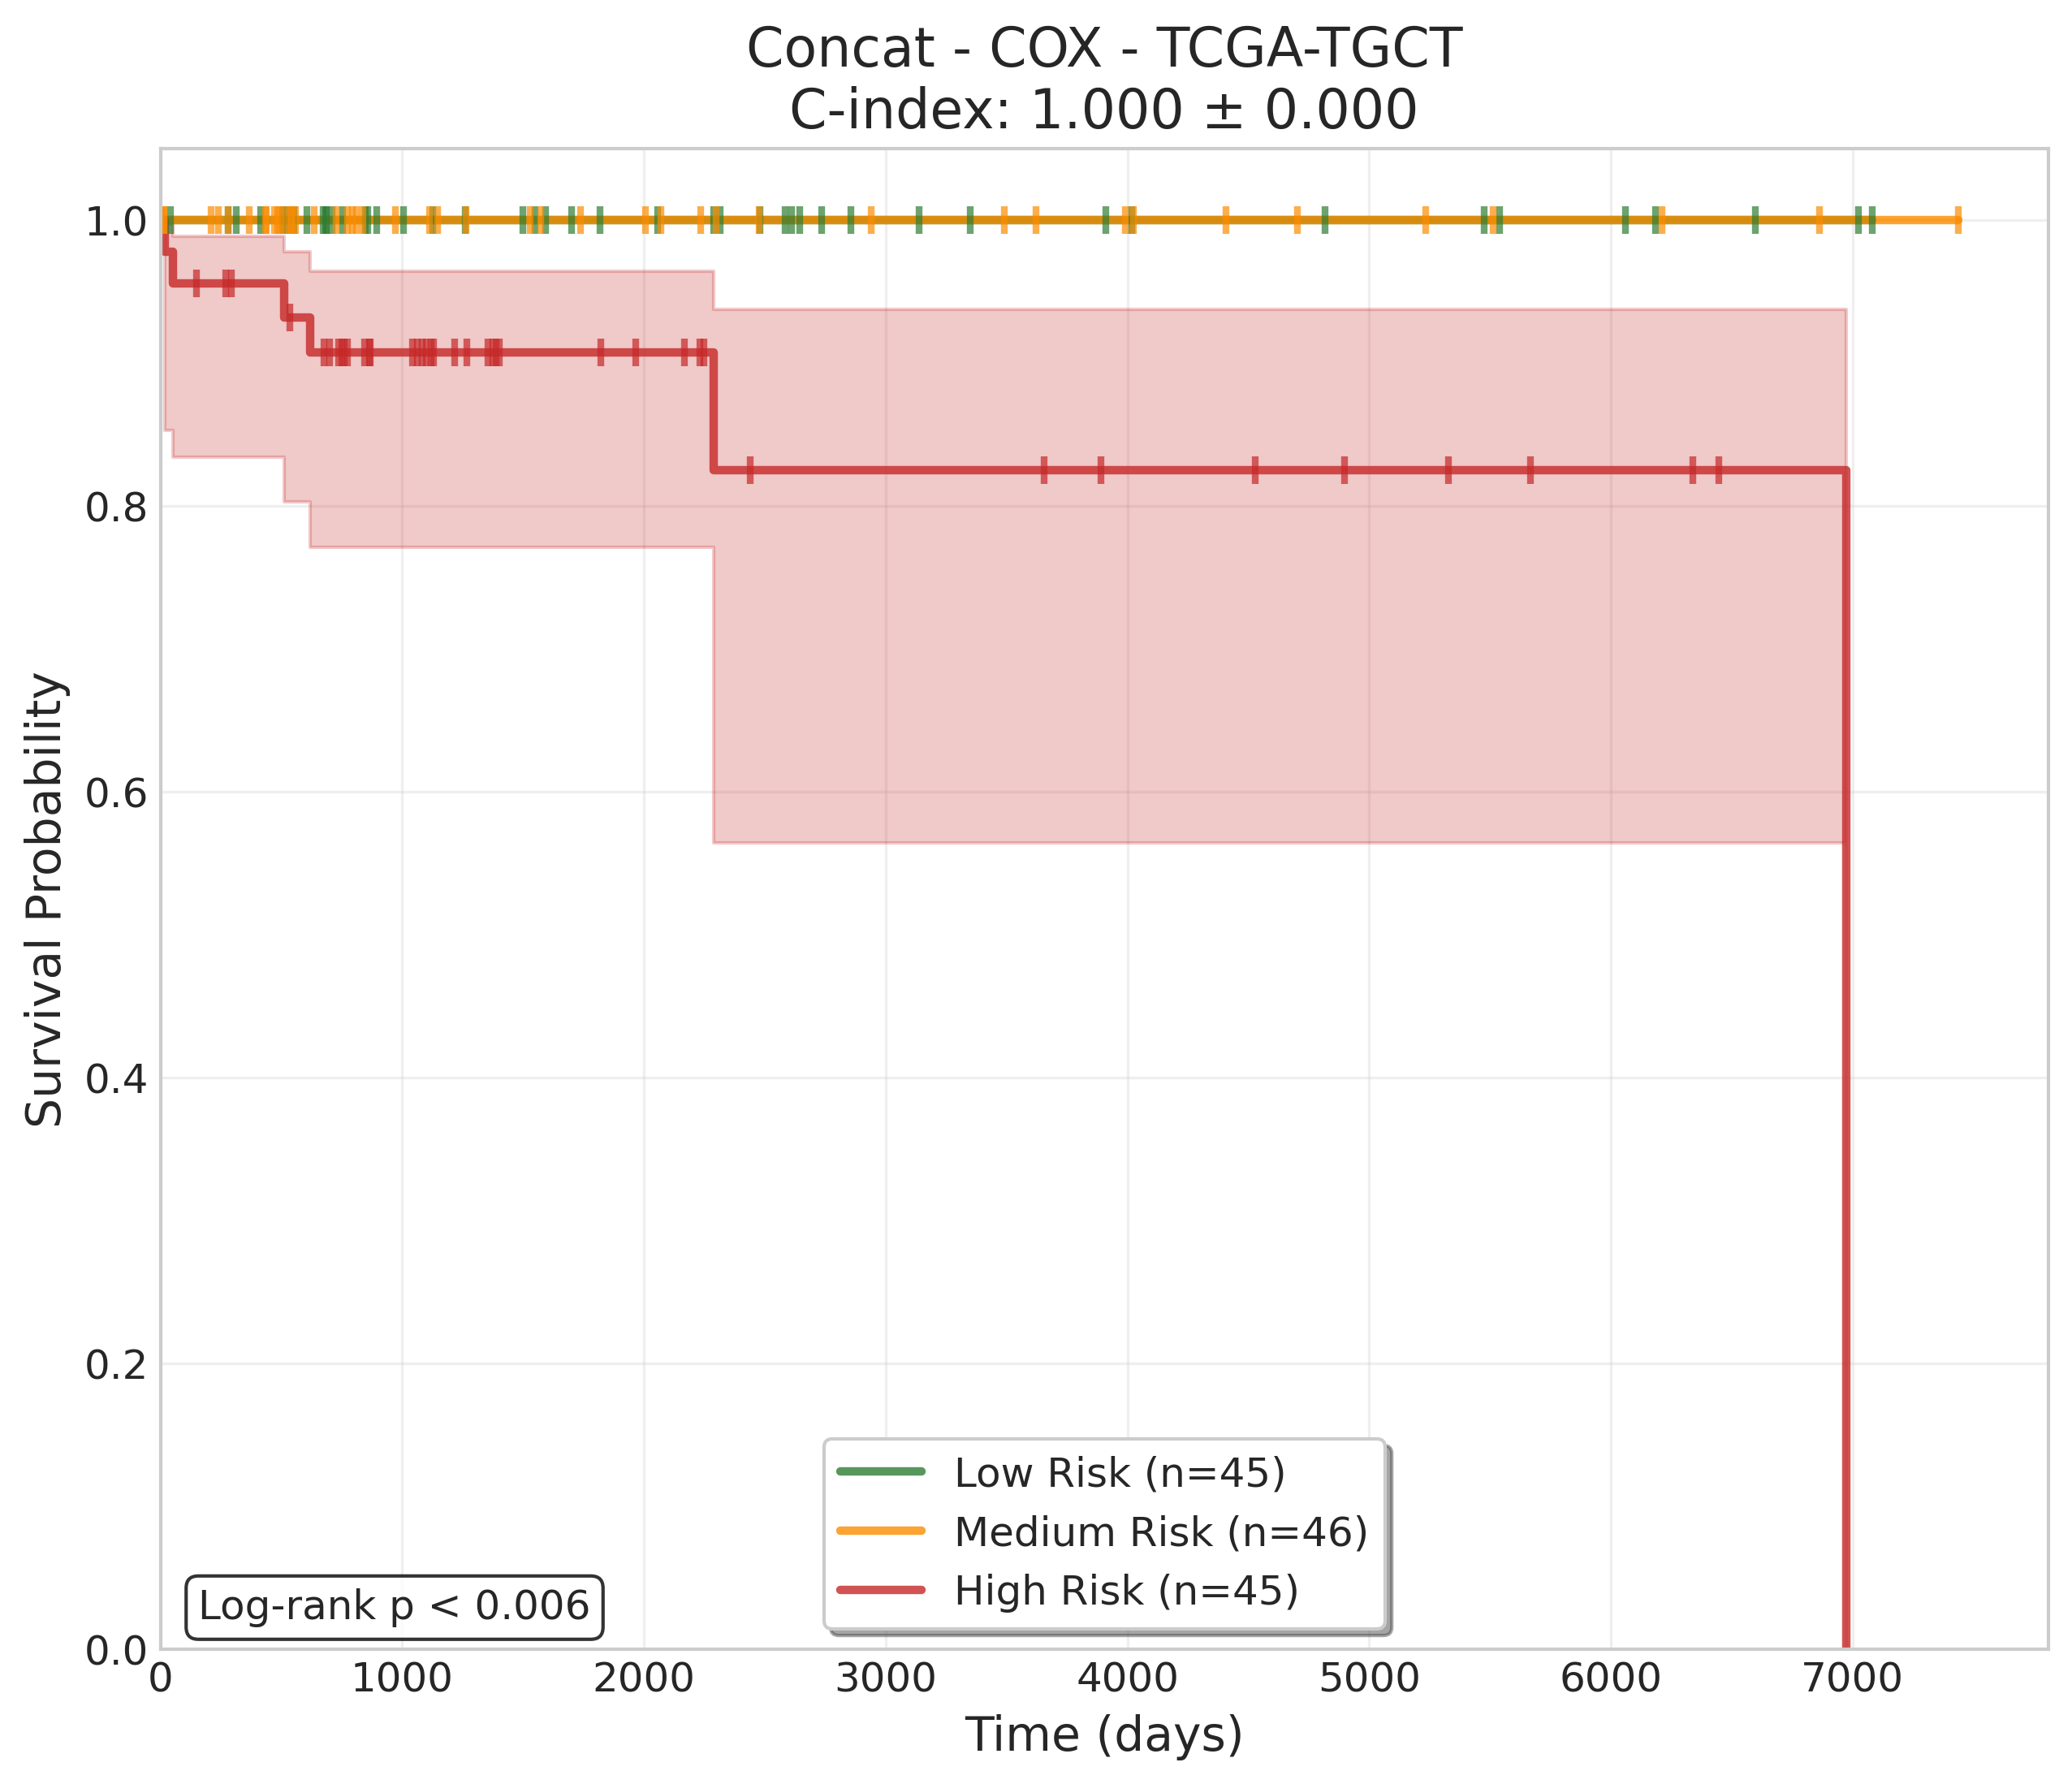 Concat - COX - TCGA-TGCT
C-index: 1.000 ± 0.000
Survival Probability
1.0
0.8
0.6
0.4
0.2
0.0
0 1000 2000 3000 4000 5000 6000 7000
Time (days)
Low Risk (n=45)
Medium Risk (n=46)
High Risk (n=45)
Log-rank p < 0.006